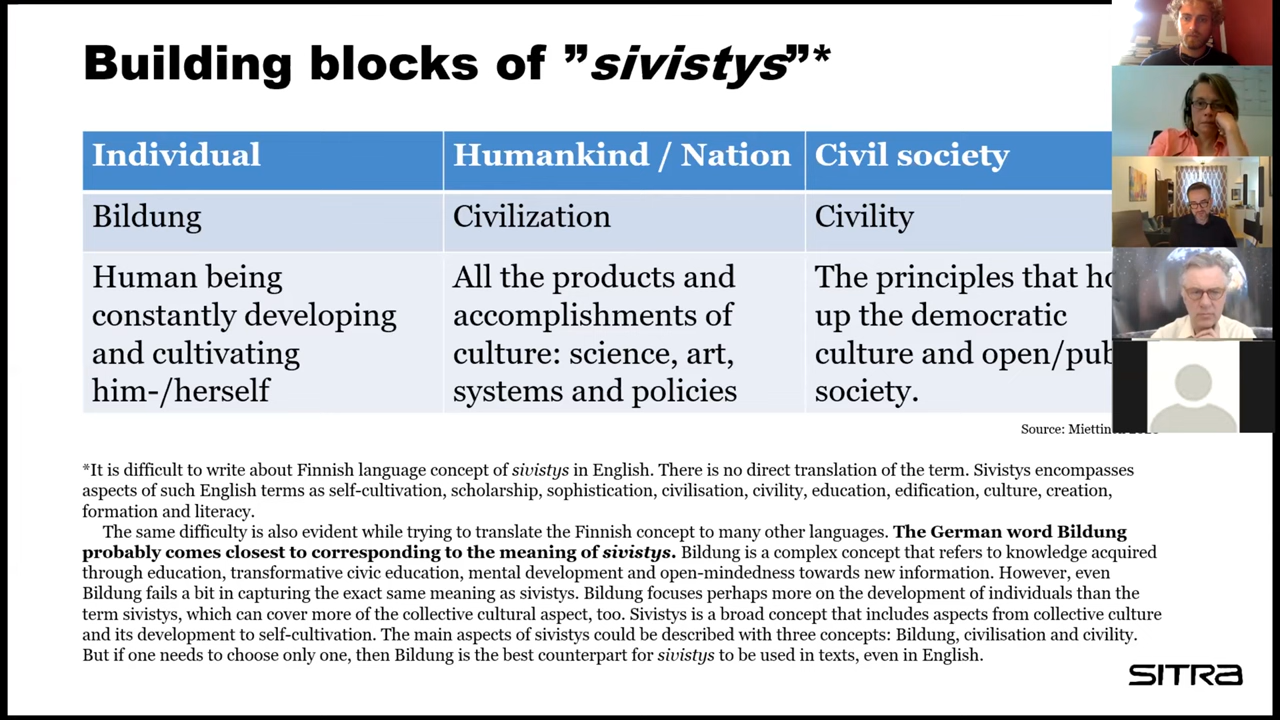 Building blocks of ”sivistys”*
Individual
Humankind / Nation
Civil society
Bildung
Civilization
Civility
Human being
constantly developing
and cultivating
him-/herself
All the products and
accomplishments of
culture: science, art,
systems and policies
The principles that
up the democratic
culture and
society.
Source:
*It is difficult to write about Finnish language concept of sivistys in English. There is no direct translation of the term. Sivistys encompasses
aspects of such English terms as self-cultivation, scholarship, sophistication, civilisation, civility, education, edification, culture, creation,
formation and literacy.
The same difficulty is also evident while trying to translate the Finnish concept to many other languages. The German word Bildung
probably comes closest to corresponding to the meaning of sivistys. Bildung is a complex concept that refers to knowledge acquired
through education, transformative civic education, mental development and open-mindedness towards new information. However, even
Bildung fails a bit in capturing the exact same meaning as sivistys. Bildung focuses perhaps more on the development of individuals than the
term sivistys, which can cover more of the collective cultural aspect, too. Sivistys is a broad concept that includes aspects from collective culture
and its development to self-cultivation. The main aspects of sivistys could be described with three concepts: Bildung, civilisation and civility.
But if one needs to choose only one, then Bildung is the best counterpart for sivistys to be used in texts, even in English.
SITRA